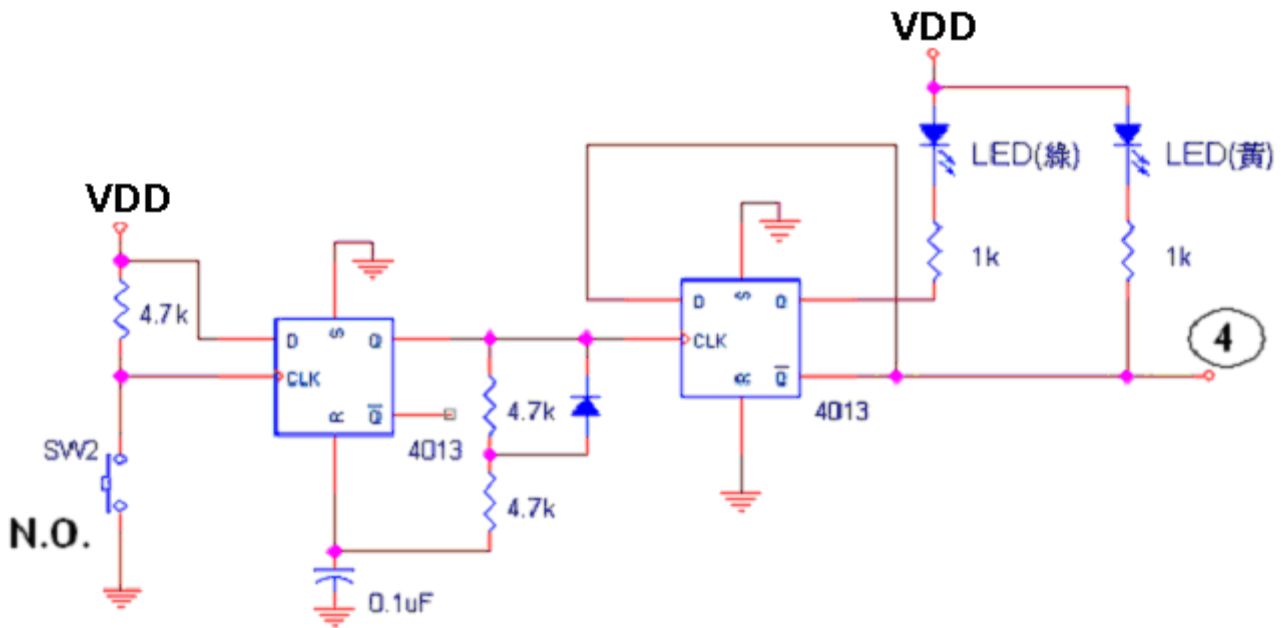 VDD
LED(綠)
LED(黃)
VDD
1k
1k
4.7k
D
S
Q
CLK
R
Q
4013
4
D
S
Q
CLK
R
Q
4013
4.7k
SW2
4.7k
N.O.
0.1uF